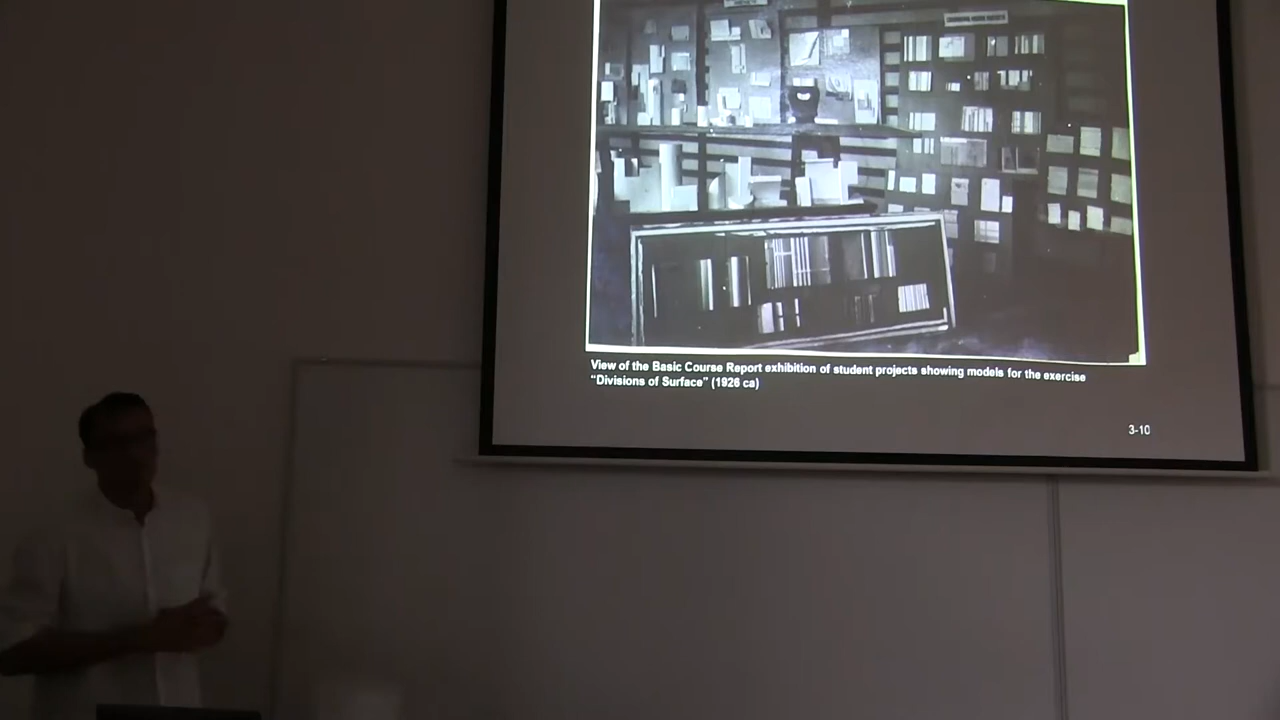 View of the Basic Course Report exhibition of student projects showing models for the exercise
“Divisions of Surface” (1926 ca)
3-10